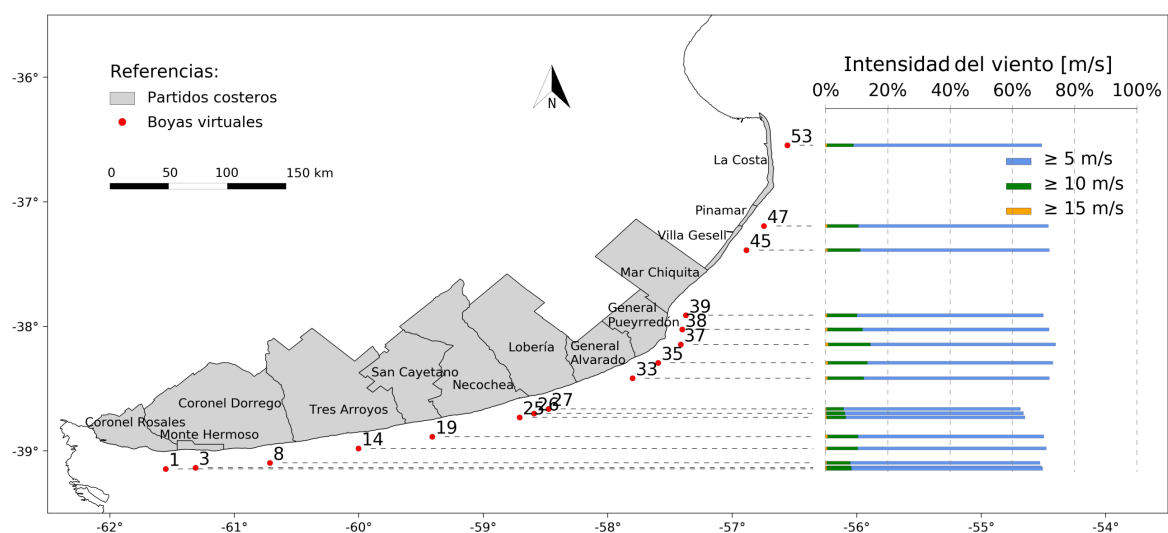 Referencias:
Partidos costeros
Boyas virtuales
0 50 100 150 km
N
Intensidad del viento [m/s]
0% 20% 40% 60% 80% 100%
≥ 5 m/s
≥ 10 m/s
≥ 15 m/s
-36°
-37°
-38°
-39°
53
La Costa
Pinamar
47
Villa Gesell
45
Mar Chiquita
39
General
Pueyrredón
38
37
General
Alvarado
35
33
Lobería
San Cayetano
Necochea
27
26
25
Coronel Dorrego
Tres Arroyos
Coronel Rosales
Monte Hermoso
19
14
8
3
1
-62° -61° -60° -59° -58° -57° -56° -55° -54°